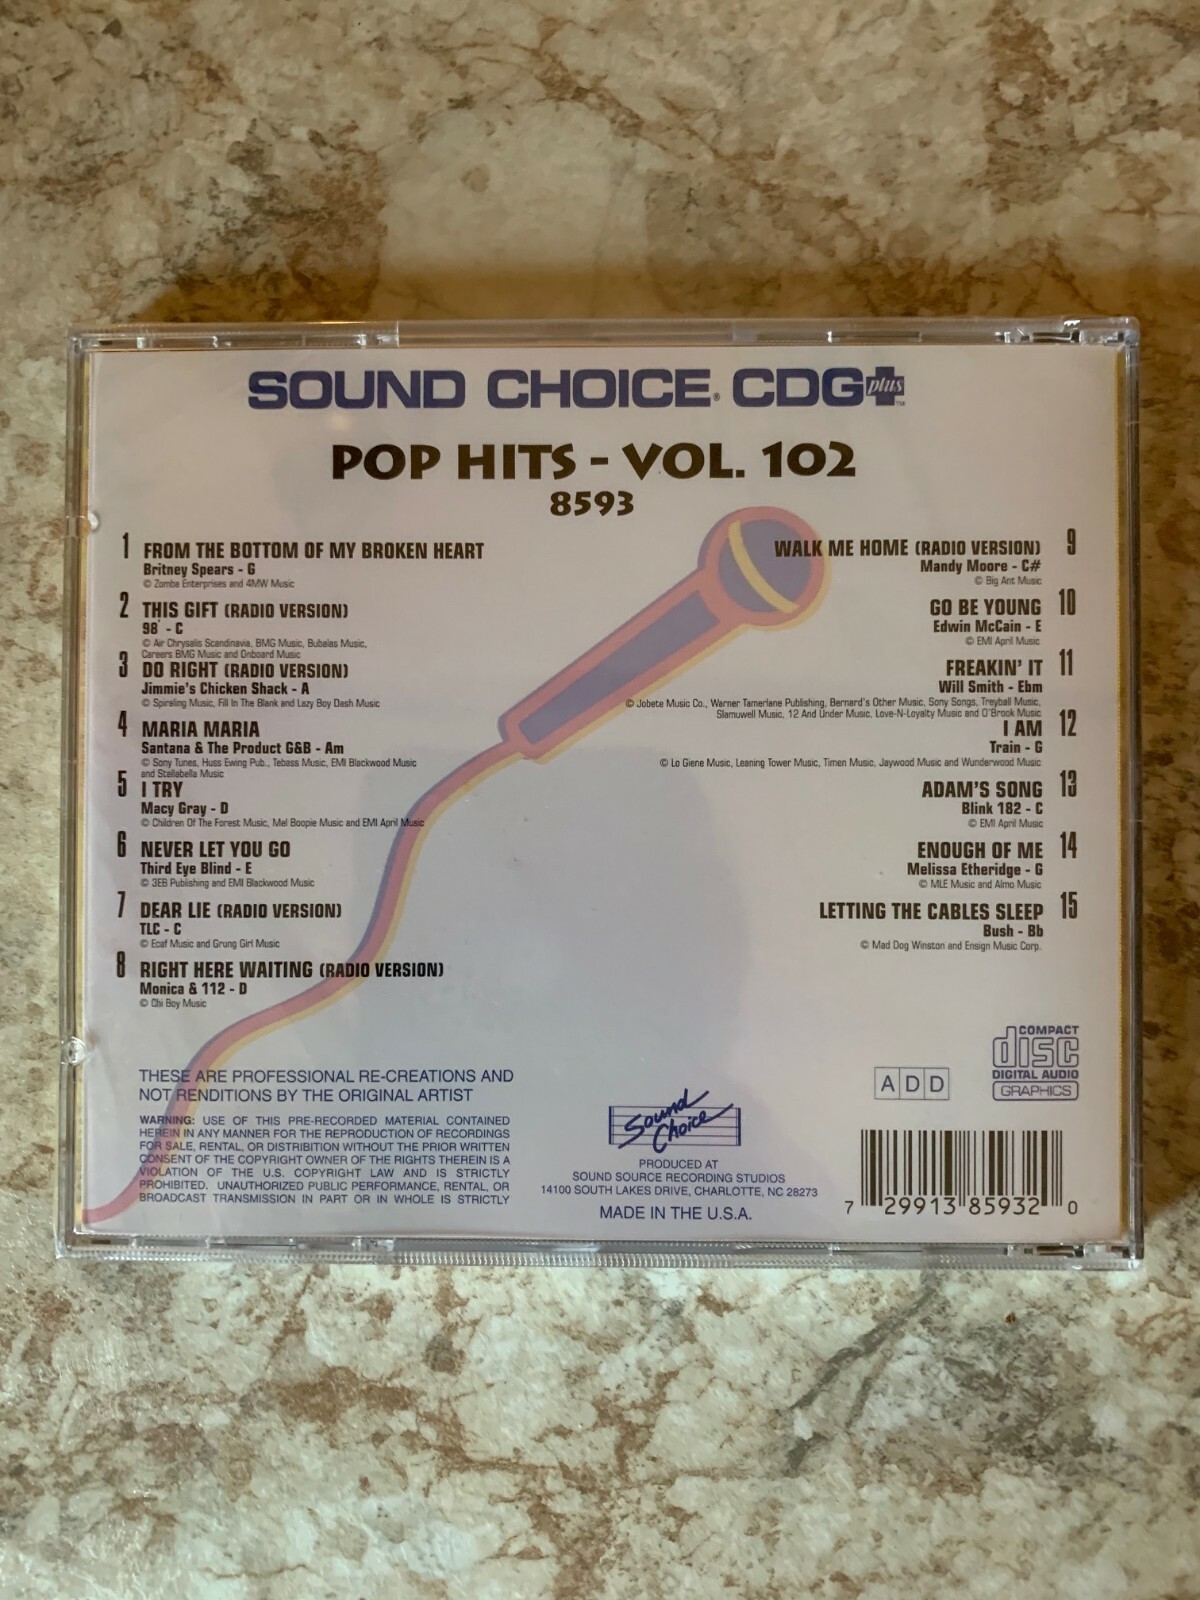 SOUND CHOICE® CDG plus™
POP HITS - VOL. 102
8593
1 FROM THE BOTTOM OF MY BROKEN HEART
Britney Spears - G
© Zomba Enterprises and 4MW Music
2 THIS GIFT (RADIO VERSION)
98° - C
© Air Chrysalis Scandinavia, BMG Music, Bubalas Music,
Careers BMG Music and Onboard Music
3 DO RIGHT (RADIO VERSION)
Jimmie's Chicken Shack - A
© Spiraling Music, Fill In The Blank and Lazy Boy Dash Music
4 MARIA MARIA
Santana & The Product G&B - Am
© Sony Tunes, Huss Ewing Pub., Tebass Music, EMI Blackwood Music
and Stellabella Music
5 I TRY
Macy Gray - D
© Children Of The Forest Music, Mel Boopie Music and EMI April Music
6 NEVER LET YOU GO
Third Eye Blind - E
© 3EB Publishing and EMI Blackwood Music
7 DEAR LIE (RADIO VERSION)
TLC - C
© Ecaf Music and Grung Girl Music
8 RIGHT HERE WAITING (RADIO VERSION)
Monica & 112 - D
© Chi Boy Music
WALK ME HOME (RADIO VERSION) 9
Mandy Moore - C#
© Big Ant Music
GO BE YOUNG 10
Edwin McCain - E
© EMI April Music
FREAKIN' IT 11
Will Smith - Ebm
© Jobete Music Co., Warner Tamerlane Publishing, Bernard's Other Music, Sony Songs, Treyball Music,
Slamuwell Music, 12 And Under Music, Love-N-Loyalty Music and O'Brock Music
I AM 12
Train - G
© Lo Giene Music, Leaning Tower Music, Timen Music, Jaywood Music and Wunderwood Music
ADAM'S SONG 13
Blink 182 - C
© EMI April Music
ENOUGH OF ME 14
Melissa Etheridge - G
© MLE Music and Almo Music
LETTING THE CABLES SLEEP 15
Bush - Bb
© Mad Dog Winston and Ensign Music Corp.
THESE ARE PROFESSIONAL RE-CREATIONS AND
NOT RENDITIONS BY THE ORIGINAL ARTIST
WARNING: USE OF THIS PRE-RECORDED MATERIAL CONTAINED
HEREIN IN ANY MANNER FOR THE REPRODUCTION OF RECORDINGS
FOR SALE, RENTAL, OR DISTRIBUTION WITHOUT THE PRIOR WRITTEN
CONSENT OF THE COPYRIGHT OWNER OF THE RIGHTS THEREIN IS A
VIOLATION OF THE U.S. COPYRIGHT LAW AND IS STRICTLY
PROHIBITED. UNAUTHORIZED PUBLIC PERFORMANCE, RENTAL, OR
BROADCAST TRANSMISSION IN PART OR IN WHOLE IS STRICTLY
Sound
Choice
PRODUCED AT
SOUND SOURCE RECORDING STUDIOS
14100 SOUTH LAKES DRIVE, CHARLOTTE, NC 28273
MADE IN THE U.S.A.
ADD
COMPACT
disc
DIGITAL AUDIO
GRAPHICS
7 29913 85932 0